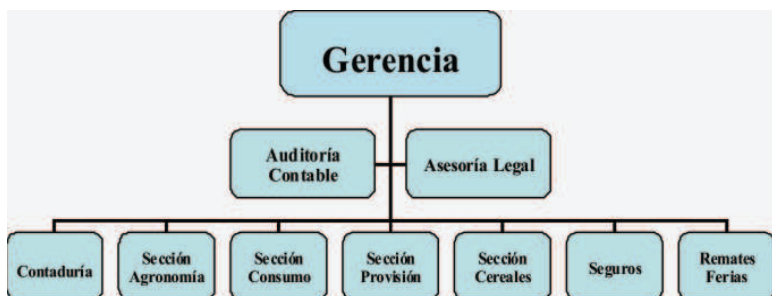 Gerencia
Auditoría
Contable
Asesoría Legal
Contaduría
Sección
Agronomía
Sección
Consumo
Sección
Provisión
Sección
Cereales
Seguros
Remates
Ferias